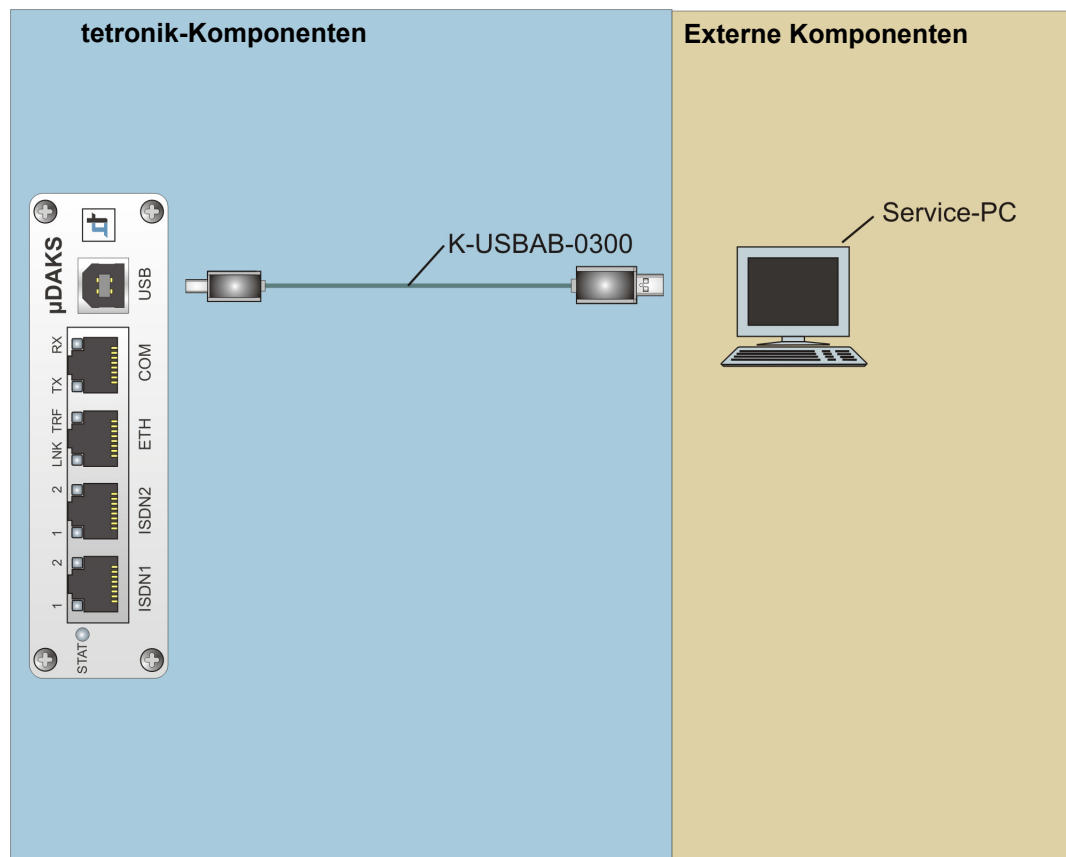 tetronik-Komponenten
Externe Komponenten
Service-PC
K-USBAB-0300
µDAKS
USB
RX
TX
COM
TRF
LNK
ETH
2
1
ISDN2
2
1
ISDN1
STAT